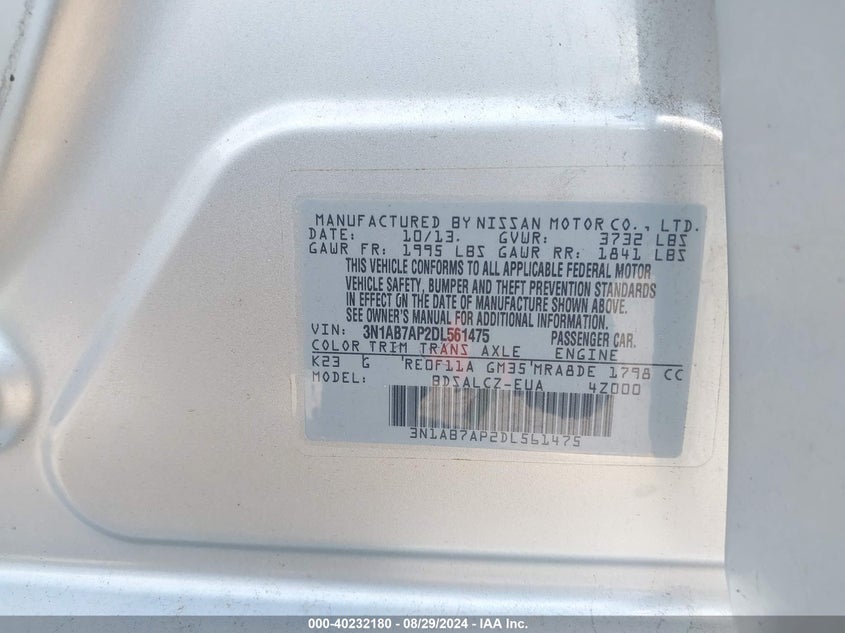 MANUFACTURED BY NISSAN MOTOR CO., LTD.
DATE: 10/13. GVWR: 3732 LBS
GAWR FR: 1995 LBS GAWR RR: 1841 LBS
THIS VEHICLE CONFORMS TO ALL APPLICABLE FEDERAL MOTOR
VEHICLE SAFETY, BUMPER AND THEFT PREVENTION STANDARDS
IN EFFECT ON THE DATE OF MANUFACTURE SHOWN ABOVE.
SEE OWNER'S MANUAL FOR ADDITIONAL INFORMATION.
VIN: 3N1AB7AP2DL561475 PASSENGER CAR.
COLOR TRIM TRANS AXLE ENGINE
K23 G RE0F11A GM35 MRA8DE 1798 CC
MODEL: BDSALCZ-EUA 4Z000
3N1AB7AP2DL561475
000-40232180 - 08/29/2024 - IAA Inc.